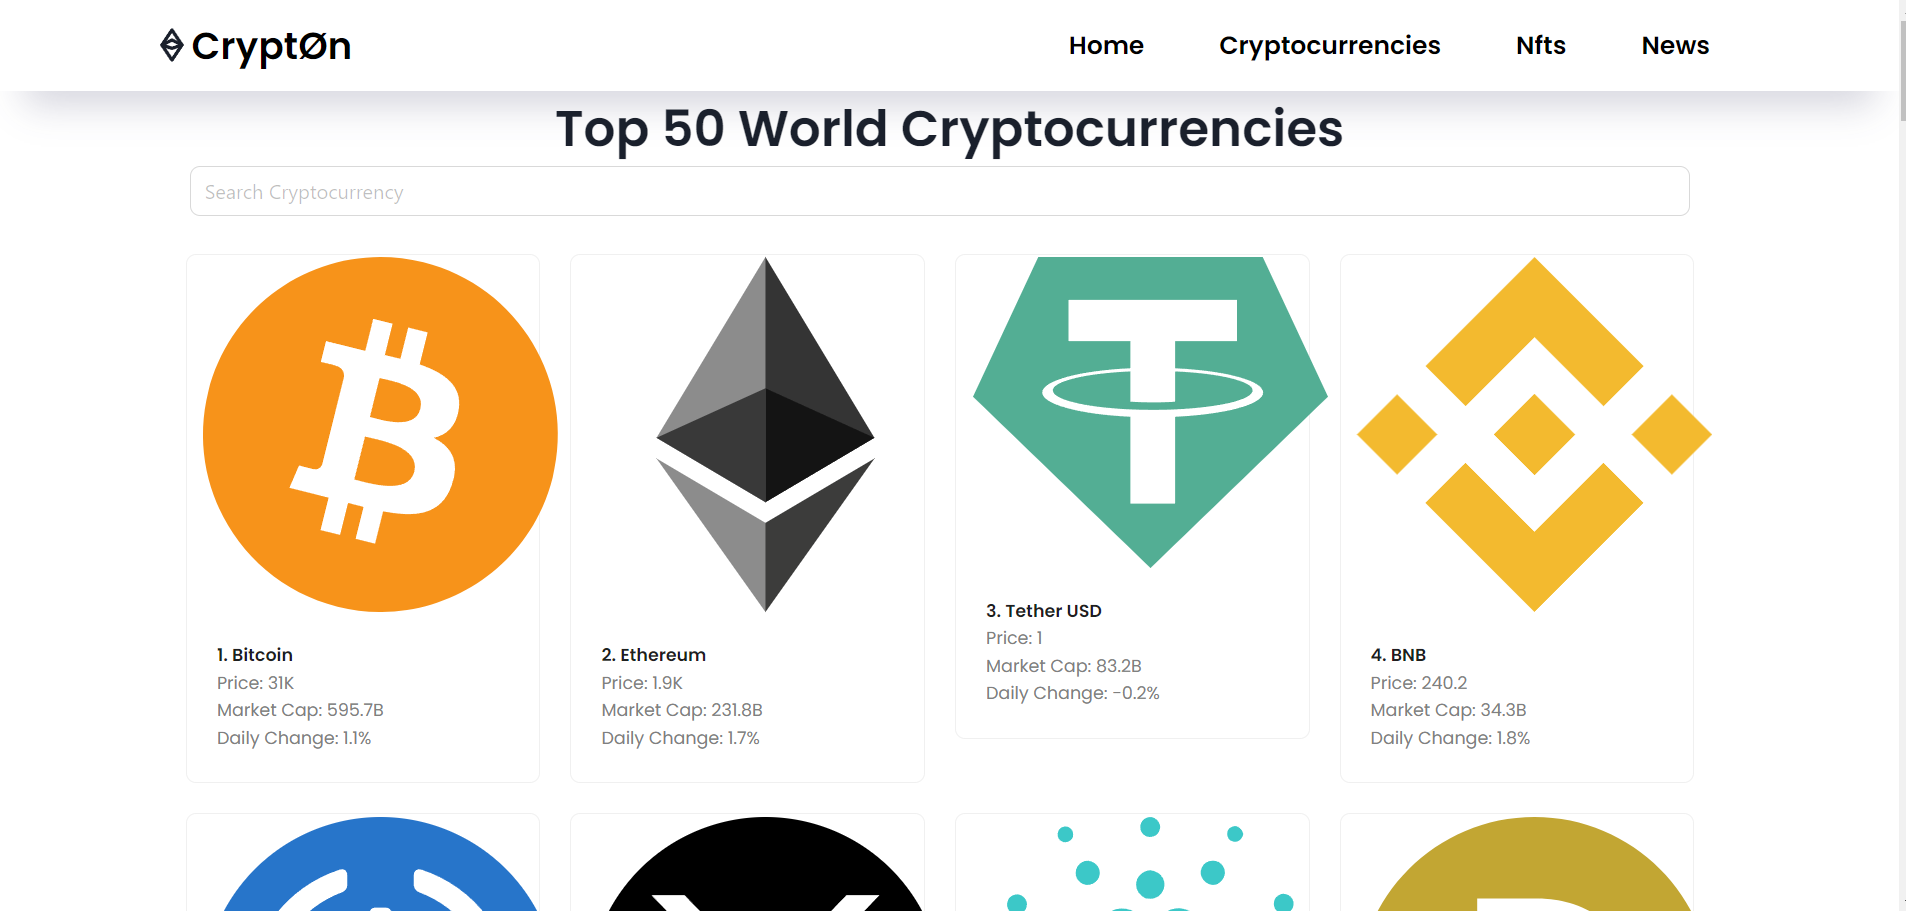 CryptØn
Home
Cryptocurrencies
Nfts
News
Top 50 World Cryptocurrencies
Search Cryptocurrency
1. Bitcoin
Price: 31K
Market Cap: 595.7B
Daily Change: 1.1%
2. Ethereum
Price: 1.9K
Market Cap: 231.8B
Daily Change: 1.7%
3. Tether USD
Price: 1
Market Cap: 83.2B
Daily Change: -0.2%
4. BNB
Price: 240.2
Market Cap: 34.3B
Daily Change: 1.8%